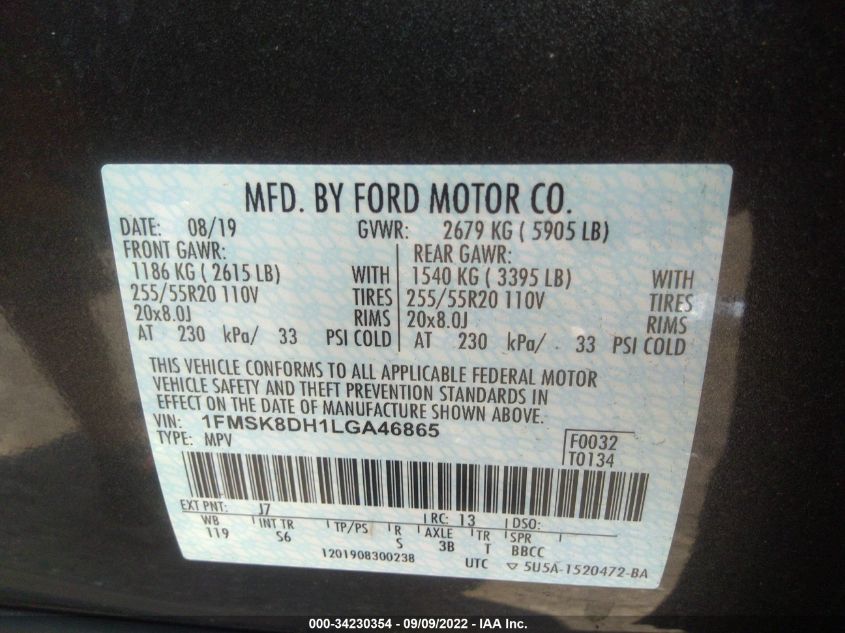 MFD. BY FORD MOTOR CO.
DATE: 08/19 GVWR: 2679 KG ( 5905 LB)
FRONT GAWR: REAR GAWR:
1186 KG ( 2615 LB) WITH 1540 KG ( 3395 LB) WITH
255/55R20 110V TIRES 255/55R20 110V TIRES
20x8.0J RIMS 20x8.0J RIMS
AT 230 kPa/ 33 PSI COLD AT 230 kPa/ 33 PSI COLD
THIS VEHICLE CONFORMS TO ALL APPLICABLE FEDERAL MOTOR
VEHICLE SAFETY AND THEFT PREVENTION STANDARDS IN
EFFECT ON THE DATE OF MANUFACTURE SHOWN ABOVE.
VIN: 1FMSK8DH1LGA46865
TYPE: MPV
F0032
T0134
EXT PNT: J7 RC: 13 DSO:
WB INT TR TP/PS R AXLE TR SPR
119 S6 S 3B T BBCC
1201908300238 UTC ▽ 5U5A-1520472-BA
000-34230354 - 09/09/2022 - IAA Inc.